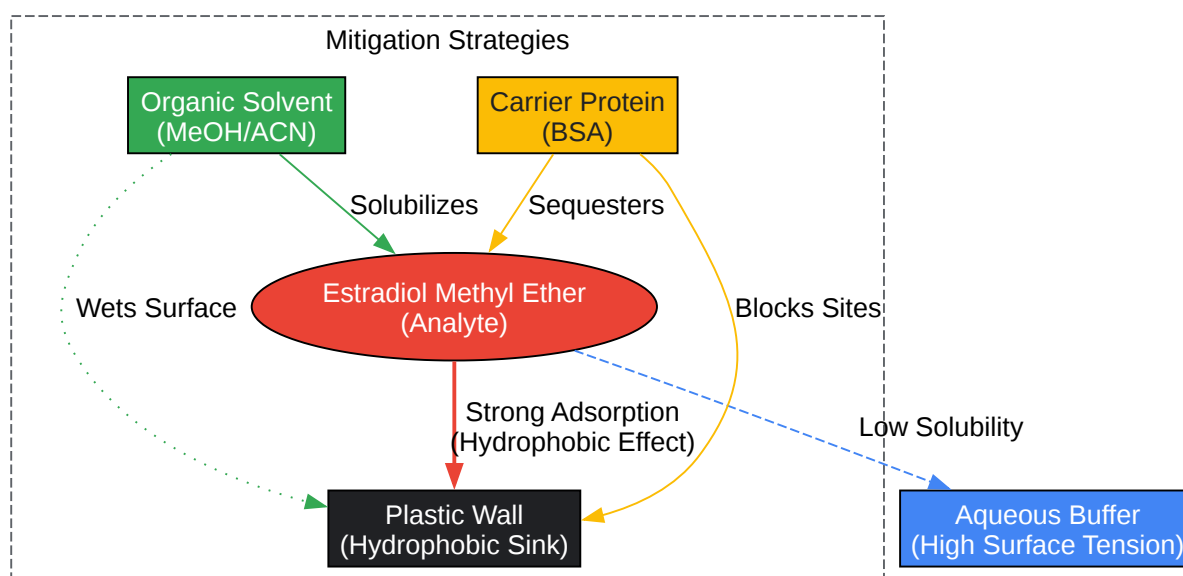 Mitigation Strategies
Organic Solvent
(MeOH/ACN)
Carrier Protein
(BSA)
Solubilizes
Sequesters
Estradiol Methyl Ether
(Analyte)
Wets Surface
Blocks Sites
Strong Adsorption
(Hydrophobic Effect)
Low Solubility
Plastic Wall
(Hydrophobic Sink)
Aqueous Buffer
(High Surface Tension)